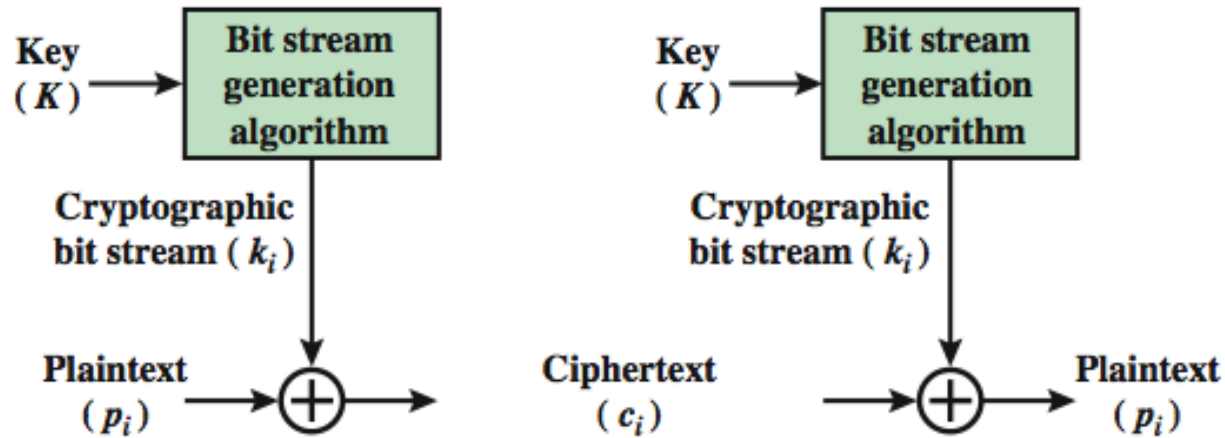 Key
( K )
Bit stream
generation
algorithm
Cryptographic
bit stream ( kᵢ )
Plaintext
( pᵢ )
Key
( K )
Bit stream
generation
algorithm
Cryptographic
bit stream ( kᵢ )
Ciphertext
( cᵢ )
Plaintext
( pᵢ )